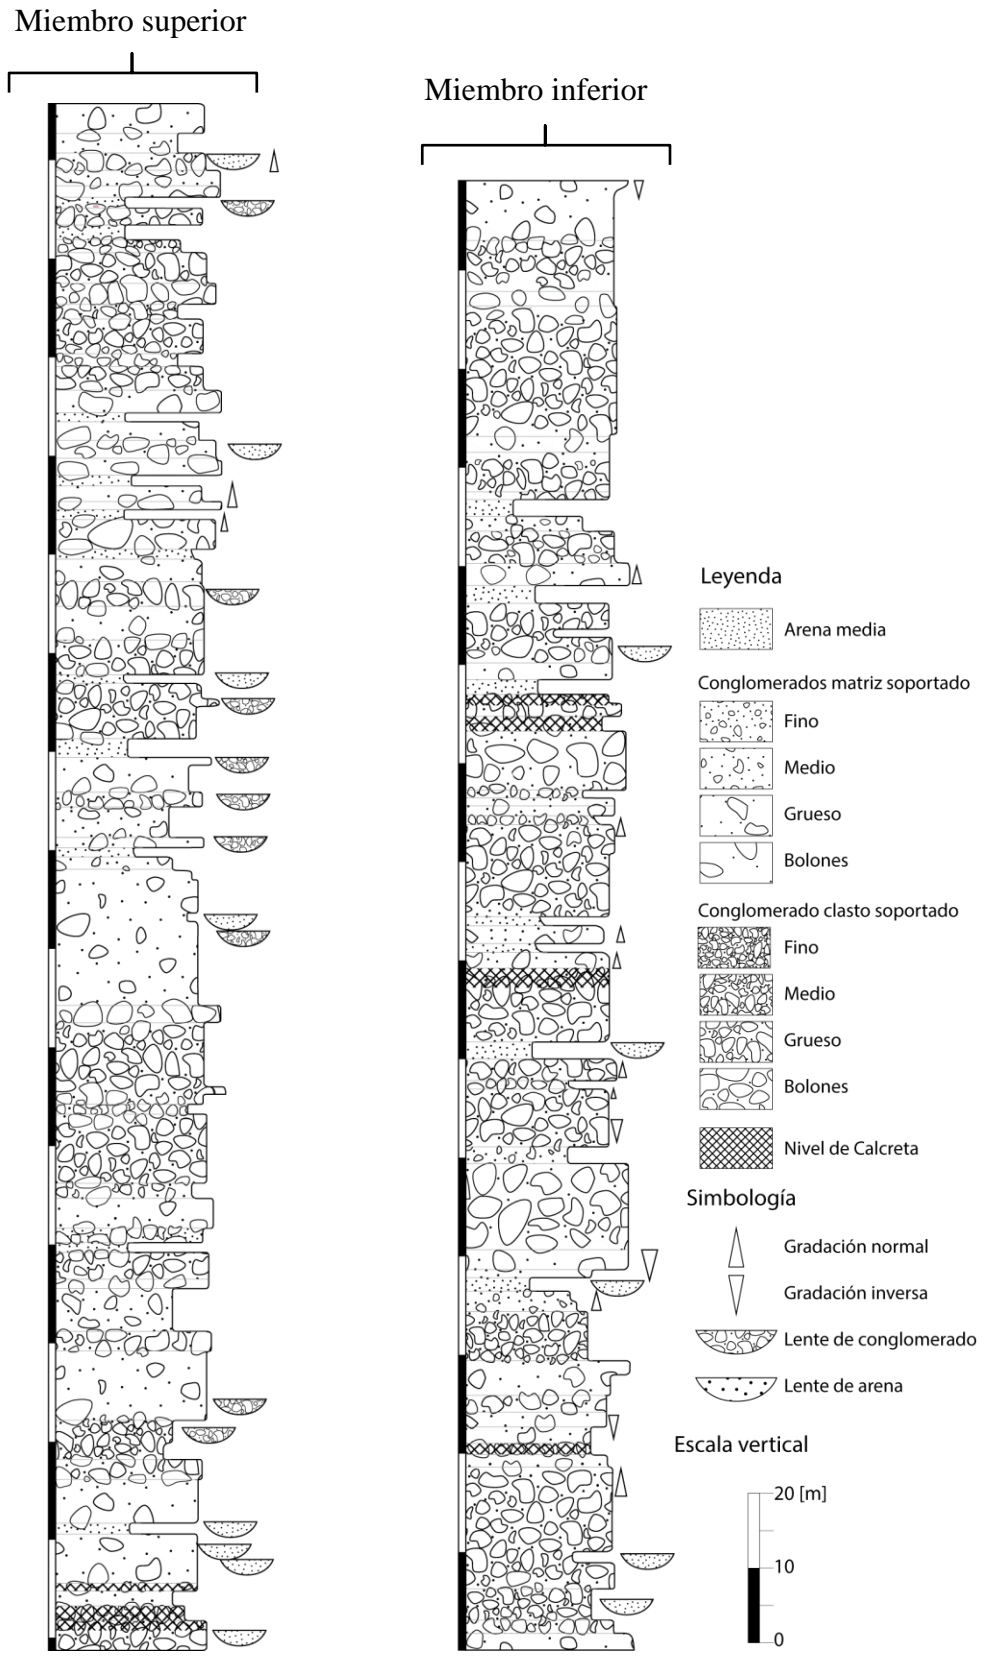 Miembro superior
Miembro inferior
Leyenda
Arena media
Conglomerados matriz soportado
Fino
Medio
Grueso
Bolones
Conglomerado clasto soportado
Fino
Medio
Grueso
Bolones
Nivel de Calcreta
Simbología
Gradación normal
Gradación inversa
Lente de conglomerado
Lente de arena
Escala vertical
20 [m]
10
0